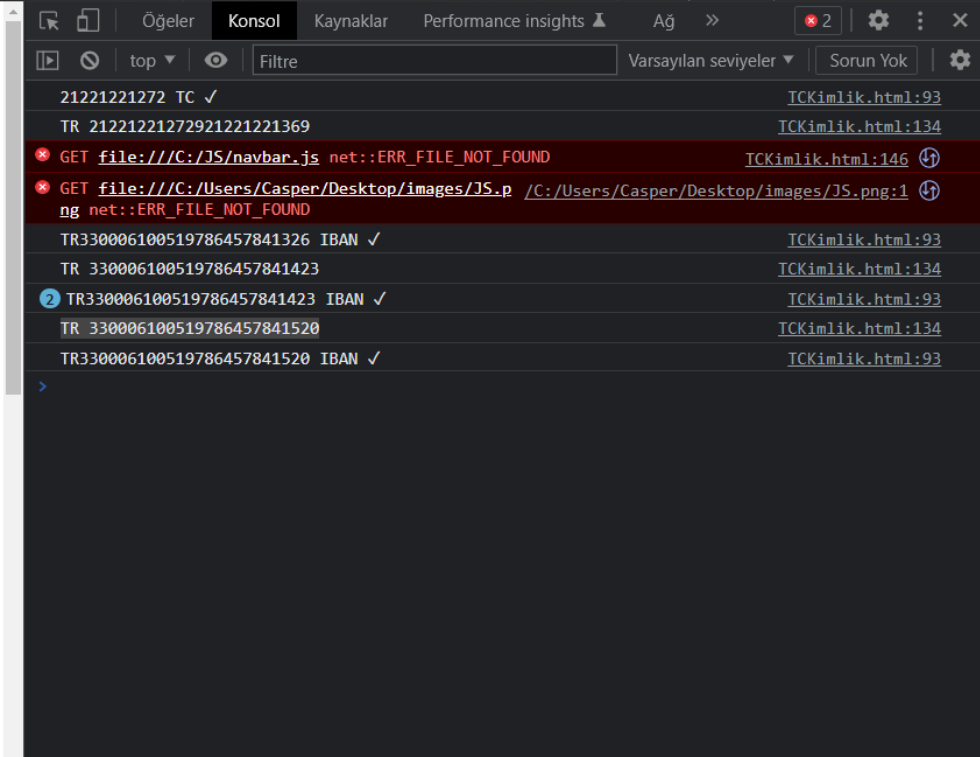 Öğeler Konsol Kaynaklar Performance insights Ağ 2
top Filtre Varsayılan seviyeler Sorun Yok
21221221272 TC ✓ TCKimlik.html:93
TR 212212212729212212213​69 TCKimlik.html:134
GET file:///C:/JS/navbar.js net::ERR_FILE_NOT_FOUND TCKimlik.html:146
GET file:///C:/Users/Casper/Desktop/images/JS.p /C:/Users/Casper/Desktop/images/JS.png:1
ng net::ERR_FILE_NOT_FOUND
TR330006100519786457841326 IBAN ✓ TCKimlik.html:93
TR 330006100519786457841423 TCKimlik.html:134
2 TR330006100519786457841423 IBAN ✓ TCKimlik.html:93
TR 330006100519786457841520 TCKimlik.html:134
TR330006100519786457841520 IBAN ✓ TCKimlik.html:93